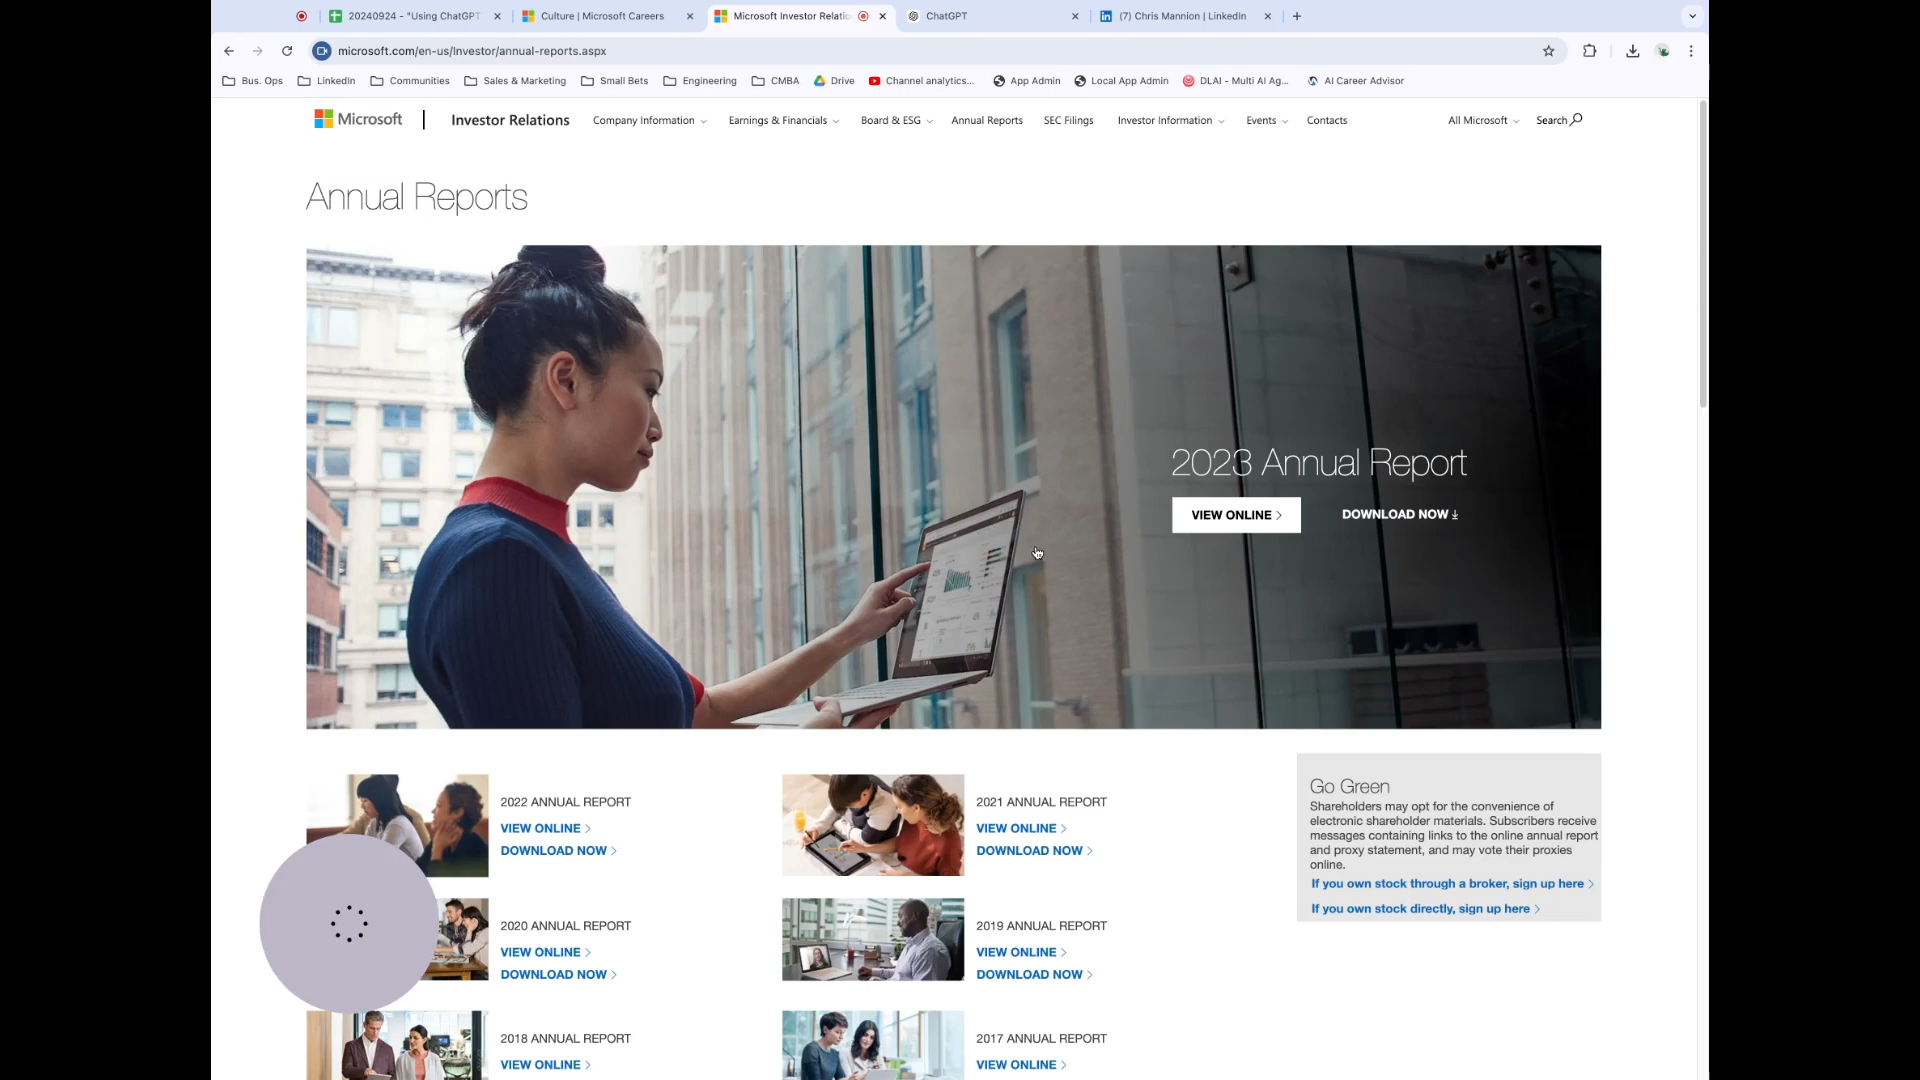 20240924 - "Using ChatGPT
Culture | Microsoft Careers
Microsoft Investor Relatio
ChatGPT
(7) Chris Mannion | LinkedIn
microsoft.com/en-us/Investor/annual-reports.aspx
Bus. Ops
LinkedIn
Communities
Sales & Marketing
Small Bets
Engineering
CMBA
Drive
Channel analytics...
App Admin
Local App Admin
DLAI - Multi AI Ag...
AI Career Advisor
Microsoft
Investor Relations
Company Information
Earnings & Financials
Board & ESG
Annual Reports
SEC Filings
Investor Information
Events
Contacts
All Microsoft
Search
Annual Reports
2023 Annual Report
VIEW ONLINE
DOWNLOAD NOW
2022 ANNUAL REPORT
VIEW ONLINE
DOWNLOAD NOW
2021 ANNUAL REPORT
VIEW ONLINE
DOWNLOAD NOW
Go Green
Shareholders may opt for the convenience of
electronic shareholder materials. Subscribers receive
messages containing links to the online annual report
and proxy statement, and may vote their proxies
online.
If you own stock through a broker, sign up here
If you own stock directly, sign up here
2020 ANNUAL REPORT
VIEW ONLINE
DOWNLOAD NOW
2019 ANNUAL REPORT
VIEW ONLINE
DOWNLOAD NOW
2018 ANNUAL REPORT
VIEW ONLINE
2017 ANNUAL REPORT
VIEW ONLINE